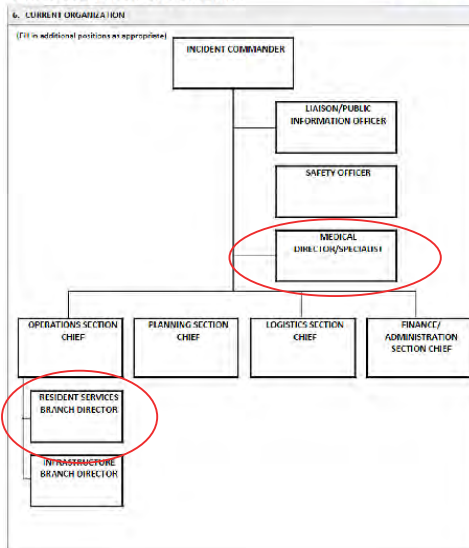 6. CURRENT ORGANIZATION
(Fill in additional positions as appropriate)
INCIDENT COMMANDER
LIAISON/PUBLIC
INFORMATION OFFICER
SAFETY OFFICER
MEDICAL
DIRECTOR/SPECIALIST
OPERATIONS SECTION
CHIEF
PLANNING SECTION
CHIEF
LOGISTICS SECTION
CHIEF
FINANCE/
ADMINISTRATION
SECTION CHIEF
RESIDENT SERVICES
BRANCH DIRECTOR
INFRASTRUCTURE
BRANCH DIRECTOR